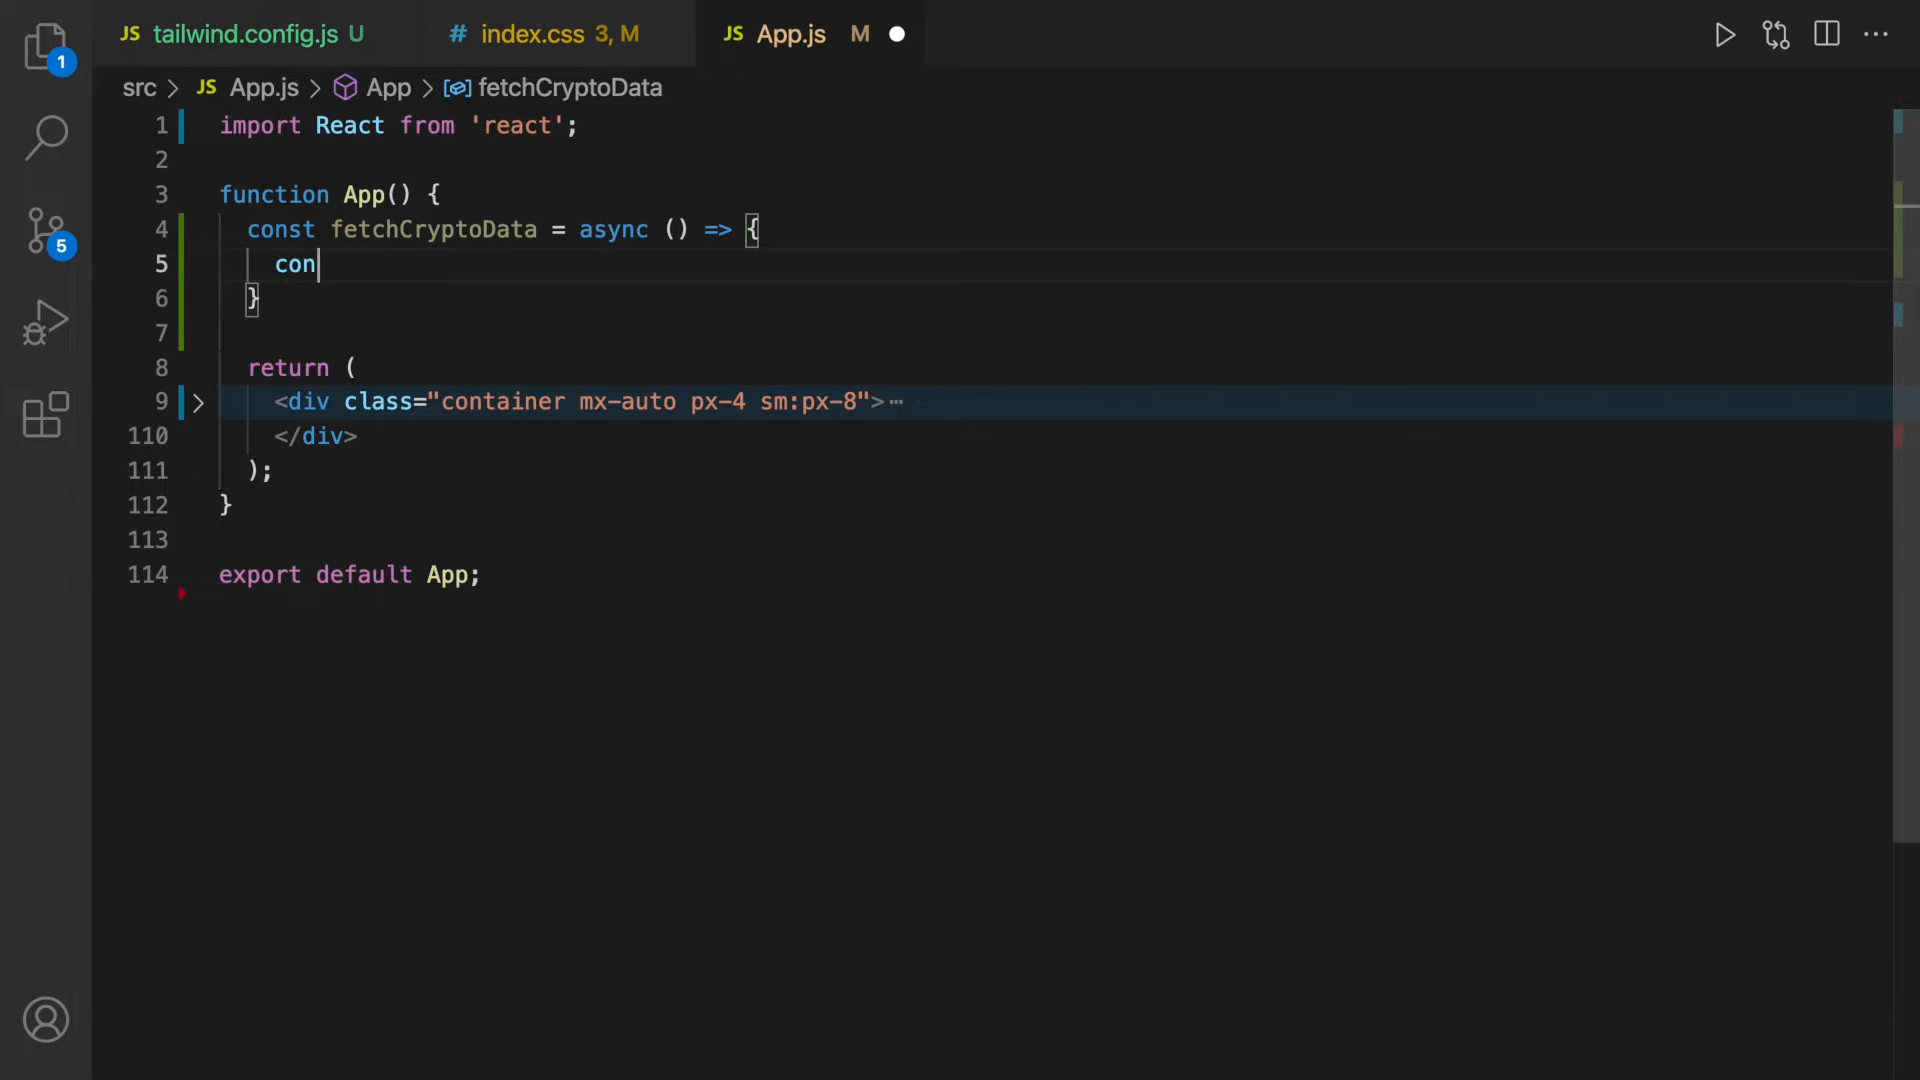 1
5
JS tailwind.config.js U
# index.css 3, M
JS App.js M
src > JS App.js > App > fetchCryptoData
1 import React from 'react';
2
3 function App() {
4 const fetchCryptoData = async () => {
5 con
6 }
7
8 return (
9 <div class="container mx-auto px-4 sm:px-8">
110 </div>
111 );
112 }
113
114 export default App;